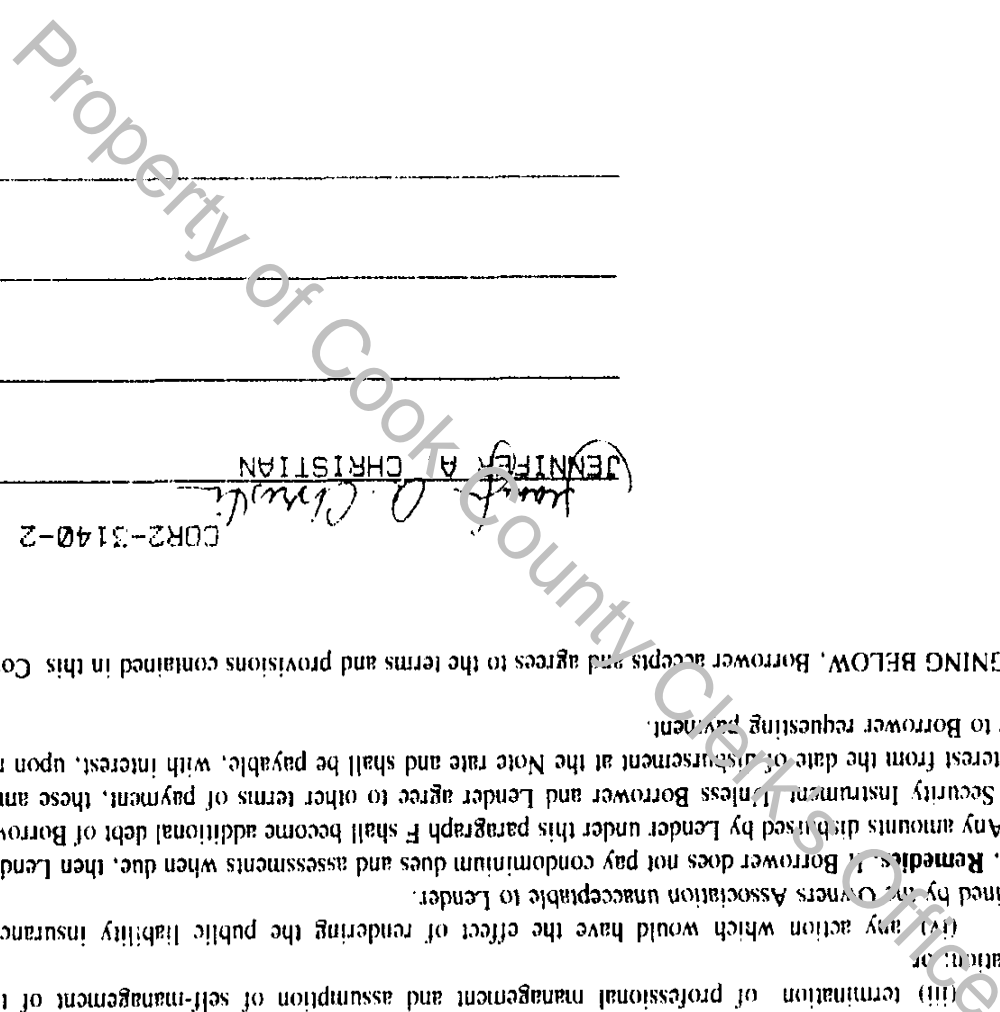 (iii) termination of professional management and assumption of self-management of t
ation; or
(iv) any action which would have the effect of rendering the public liability insuranc
ined by the Owners Association unacceptable to Lender.
. Remedies. If Borrower does not pay condominium dues and assessments when due, then Lend
Any amounts disbursed by Lender under this paragraph F shall become additional debt of Borrow
Security Instrument. Unless Borrower and Lender agree to other terms of payment, these am
terest from the date of disbursement at the Note rate and shall be payable, with interest, upon n
to Borrower requesting payment.
GNING BELOW, Borrower accepts and agrees to the terms and provisions contained in this Co
COR2-3140-2
Jennifer A. Christi
JENNIFER A CHRISTIAN
Property of Cook County Clerk's Office